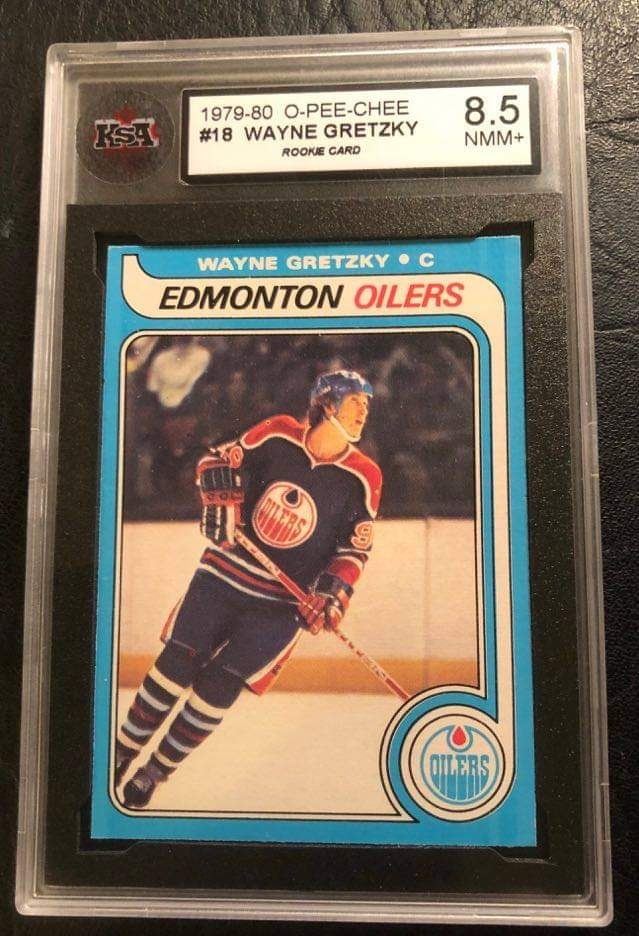 KSA
1979-80 O-PEE-CHEE
#18 WAYNE GRETZKY
ROOKIE CARD
8.5
NMM+
WAYNE GRETZKY • C
EDMONTON OILERS
OILERS
9
OILERS